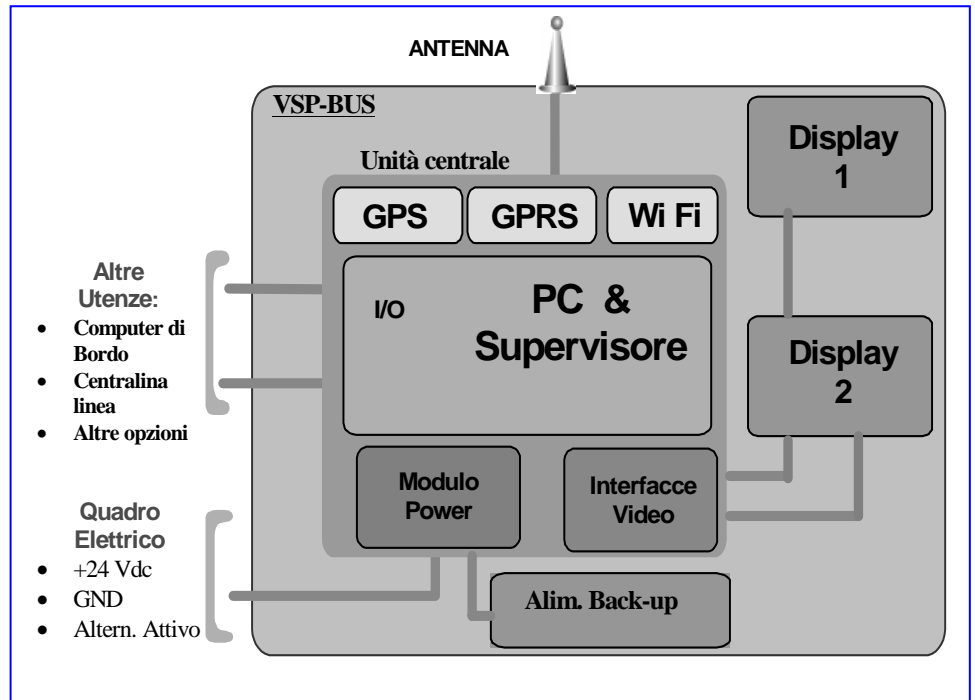 ANTENNA
VSP-BUS
Unità centrale
GPS
GPRS
Wi Fi
Display
1
Altre
Utenze:
• Computer di
Bordo
• Centralina
linea
• Altre opzioni
I/O
PC &
Supervisore
Display
2
Modulo
Power
Interfacce
Video
Quadro
Elettrico
• +24 Vdc
• GND
• Altern. Attivo
Alim. Back-up